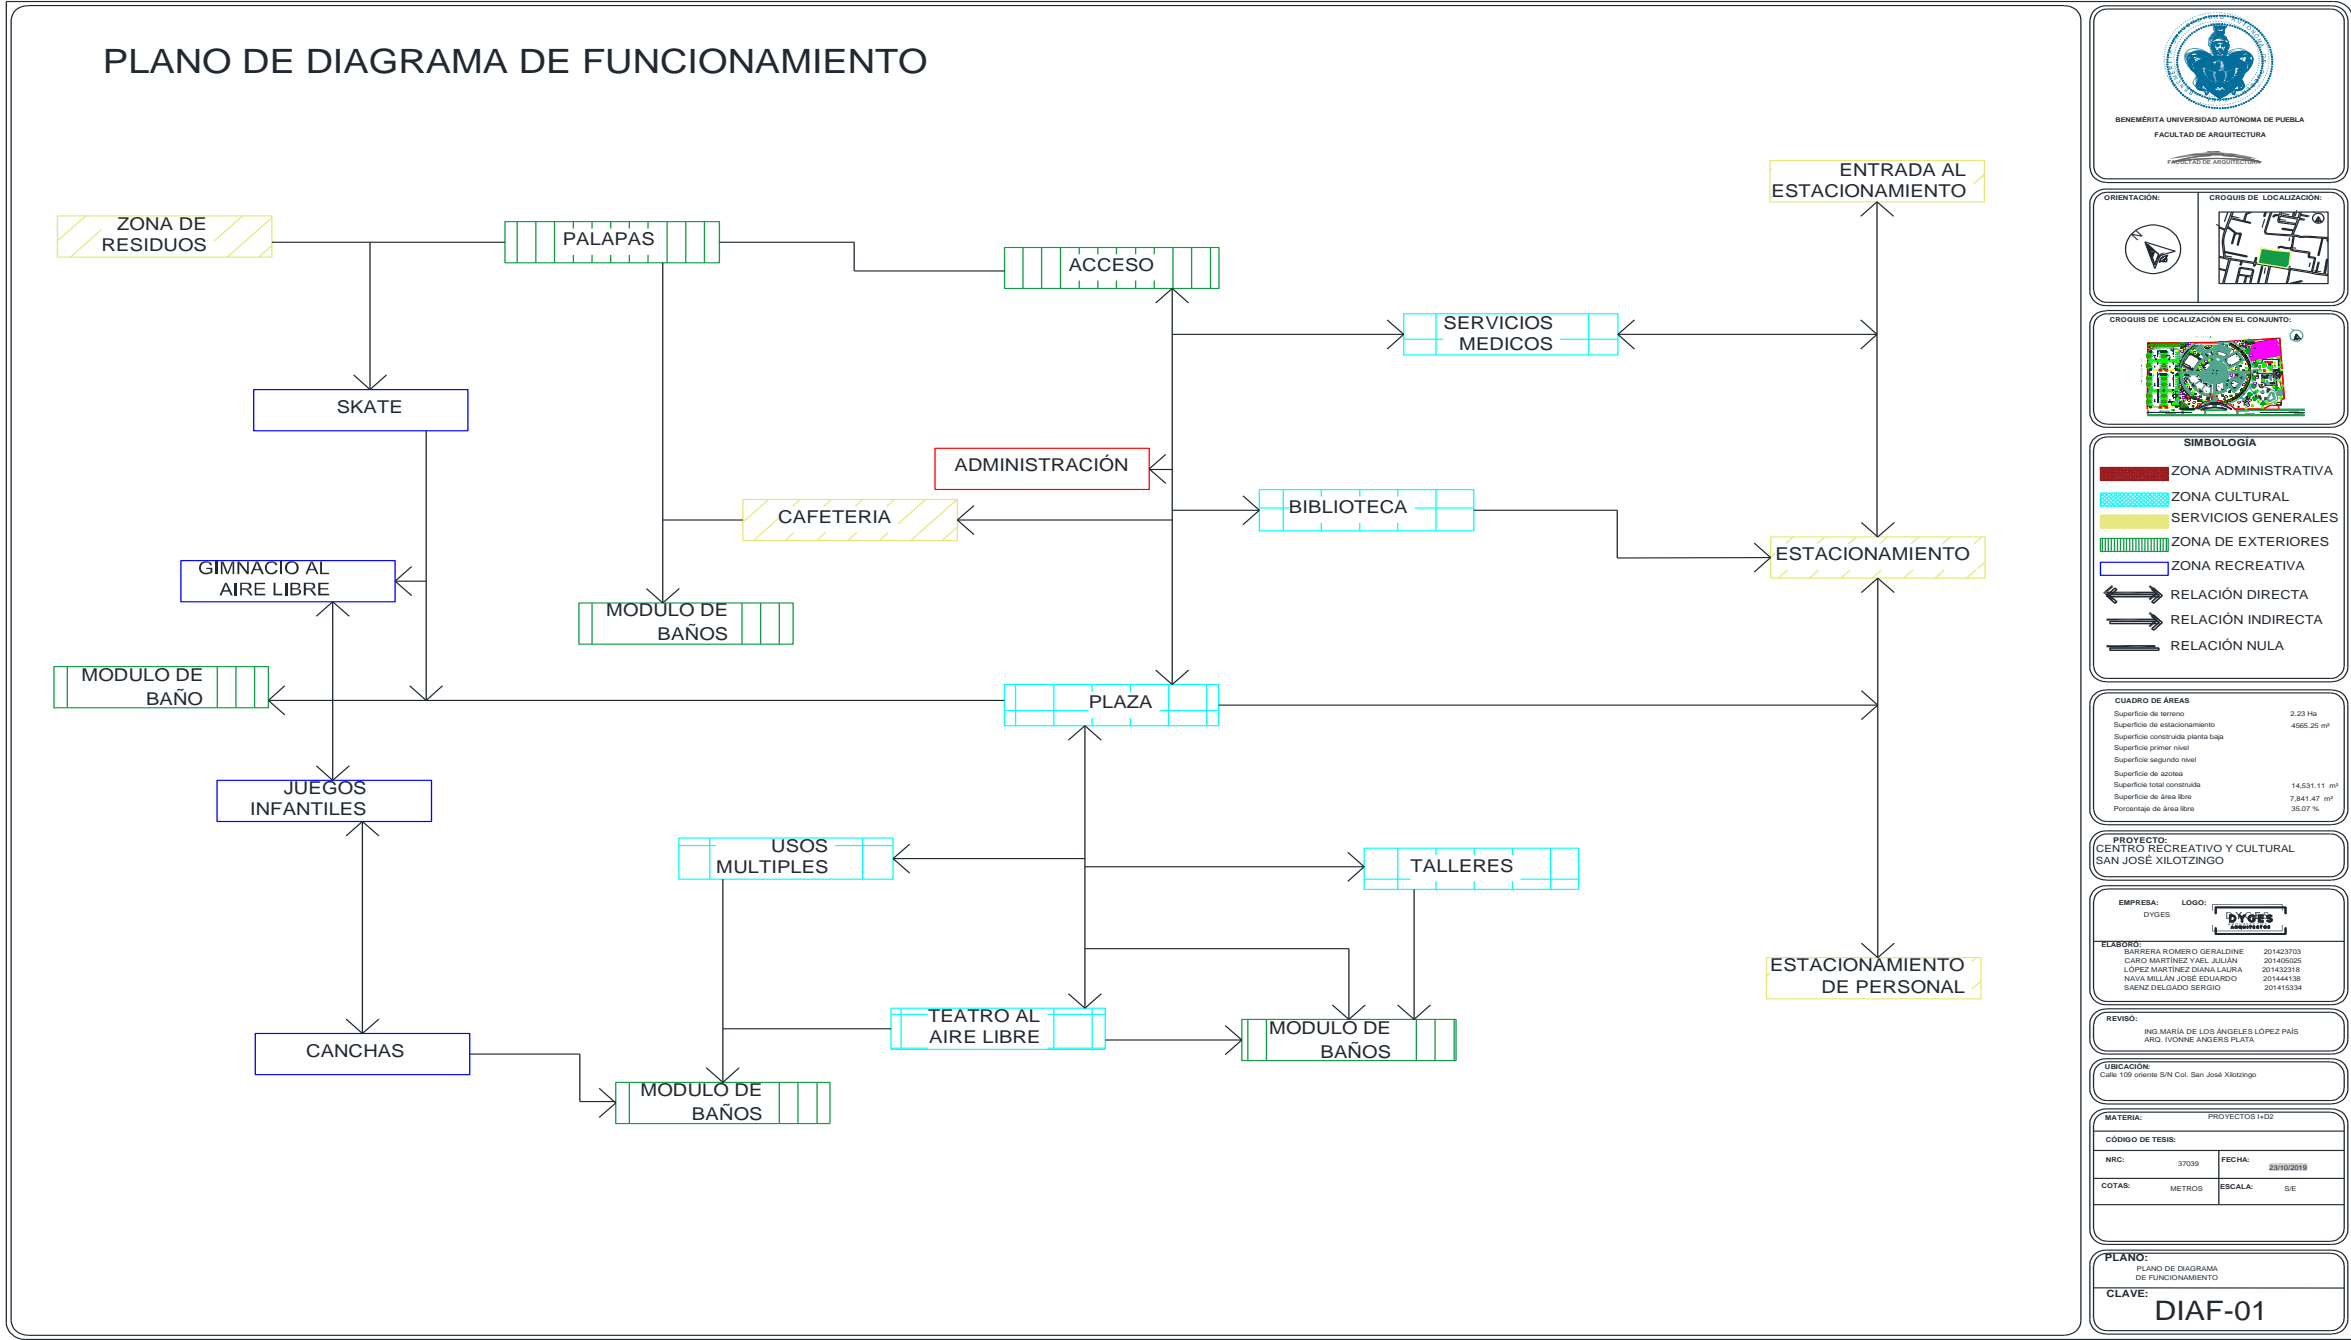 PLANO DE DIAGRAMA DE FUNCIONAMIENTO
ENTRADA AL
ESTACIONAMIENTO
ZONA DE
RESIDUOS
PALAPAS
ACCESO
SERVICIOS
MEDICOS
SKATE
ADMINISTRACIÓN
CAFETERIA
BIBLIOTECA
ESTACIONAMIENTO
GIMNACIO AL
AIRE LIBRE
MODULO DE
BAÑOS
MODULO DE
BAÑO
PLAZA
JUEGOS
INFANTILES
USOS
MULTIPLES
TALLERES
ESTACIONAMIENTO
DE PERSONAL
TEATRO AL
AIRE LIBRE
MODULO DE
BAÑOS
CANCHAS
MODULO DE
BAÑOS
BENEMÉRITA UNIVERSIDAD AUTÓNOMA DE PUEBLA
FACULTAD DE ARQUITECTURA
FACULTAD DE ARQUITECTURA
ORIENTACIÓN:
CROQUIS DE LOCALIZACIÓN:
N
CROQUIS DE LOCALIZACIÓN EN EL CONJUNTO:
SIMBOLOGÍA
ZONA ADMINISTRATIVA
ZONA CULTURAL
SERVICIOS GENERALES
ZONA DE EXTERIORES
ZONA RECREATIVA
RELACIÓN DIRECTA
RELACIÓN INDIRECTA
RELACIÓN NULA
CUADRO DE ÁREAS
Superficie de terreno 2.23 Ha
Superficie de estacionamiento 4565.25 m²
Superficie construida planta baja
Superficie primer nivel
Superficie segundo nivel
Superficie de azotea
Superficie total construida 14,531.11 m²
Superficie de área libre 7,841.47 m²
Porcentaje de área libre 35.07 %
PROYECTO:
CENTRO RECREATIVO Y CULTURAL
SAN JOSÉ XILOTZINGO
EMPRESA: LOGO:
DYGES
DYGES
ARQUITECTOS
ELABORÓ:
BARRERA ROMERO GERALDINE 201423703
CARO MARTÍNEZ YAEL JULIÁN 201405025
LÓPEZ MARTÍNEZ DIANA LAURA 201432318
NAVA MILLÁN JOSÉ EDUARDO 201444138
SAENZ DELGADO SERGIO 201415334
REVISÓ:
ING.MARÍA DE LOS ÁNGELES LÓPEZ PAÍS
ARQ. IVONNE ANGERS PLATA
UBICACIÓN:
Calle 109 oriente S/N Col. San José Xilotzingo
MATERIA: PROYECTOS I+D2
CÓDIGO DE TESIS:
NRC: 37039 FECHA: 23/10/2019
COTAS: METROS ESCALA: S/E
PLANO:
PLANO DE DIAGRAMA
DE FUNCIONAMIENTO
CLAVE:
DIAF-01